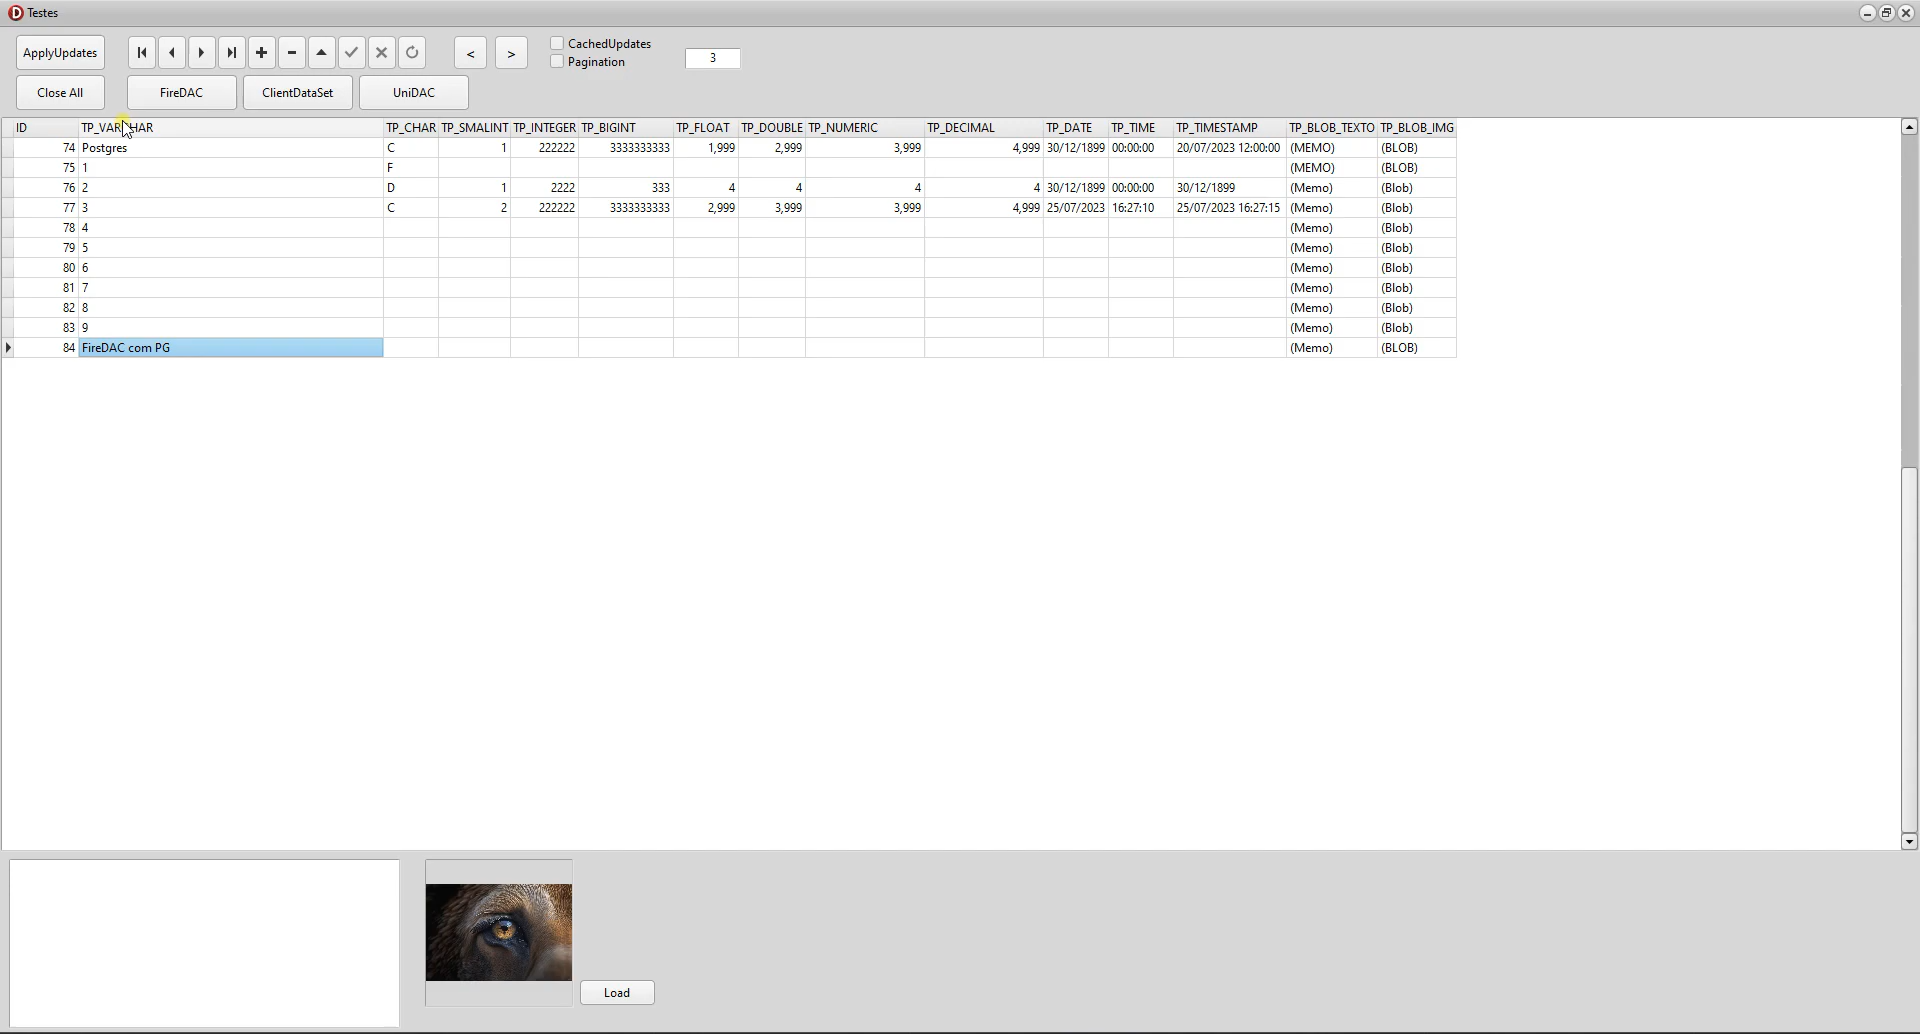 Testes
ApplyUpdates < > CachedUpdates
Pagination 3
Close All FireDAC ClientDataSet UniDAC
ID TP_VARCHAR TP_CHAR TP_SMALINT TP_INTEGER TP_BIGINT TP_FLOAT TP_DOUBLE TP_NUMERIC TP_DECIMAL TP_DATE TP_TIME TP_TIMESTAMP TP_BLOB_TEXTO TP_BLOB_IMG
74 Postgres C 1 222222 3333333333 1,999 2,999 3,999 4,999 30/12/1899 00:00:00 20/07/2023 12:00:00 (MEMO) (BLOB)
75 1 F (MEMO) (BLOB)
76 2 D 1 2222 333 4 4 4 4 30/12/1899 00:00:00 30/12/1899 (Memo) (Blob)
77 3 C 2 222222 3333333333 2,999 3,999 3,999 4,999 25/07/2023 16:27:10 25/07/2023 16:27:15 (Memo) (Blob)
78 4 (Memo) (Blob)
79 5 (Memo) (Blob)
80 6 (Memo) (Blob)
81 7 (Memo) (Blob)
82 8 (Memo) (Blob)
83 9 (Memo) (Blob)
84 FireDAC com PG (Memo) (BLOB)
Load